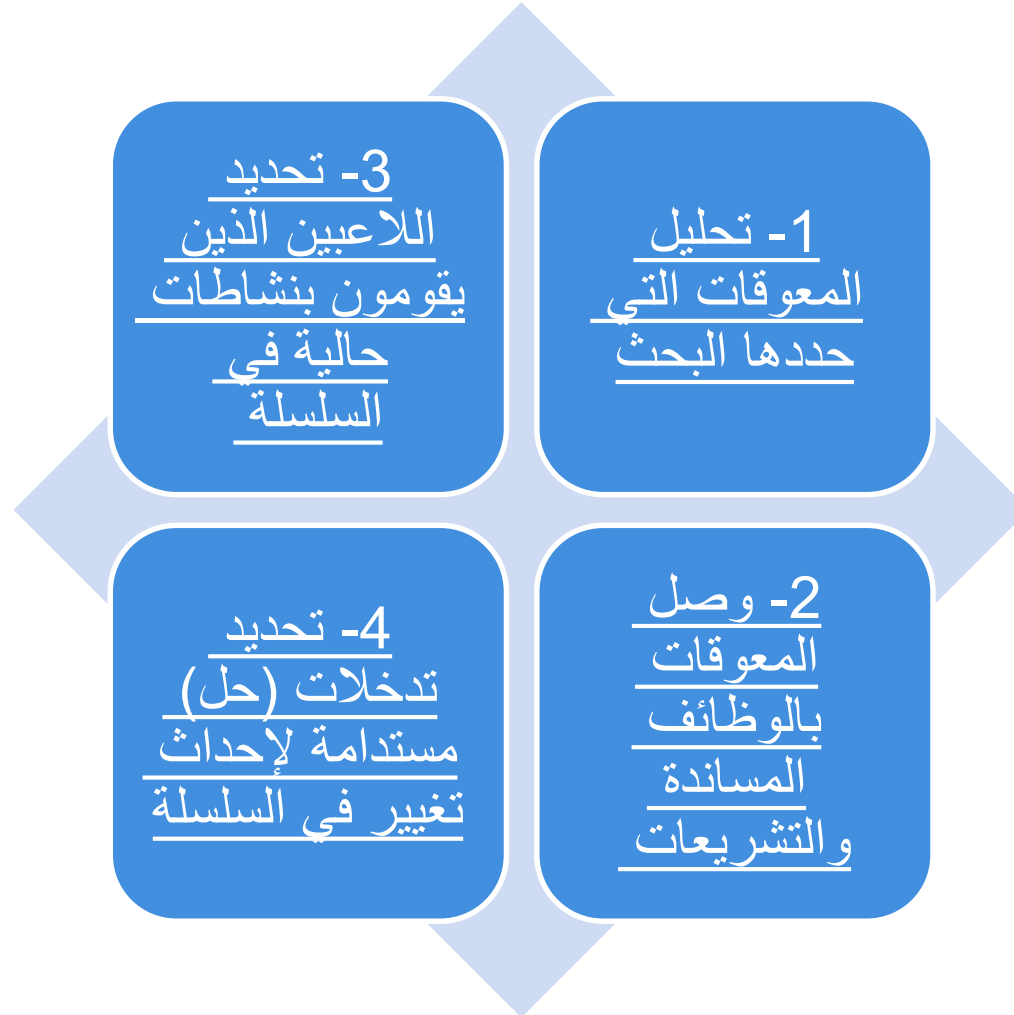 1- تحليل
المعوقات التي
حددها البحث
2- وصل
المعوقات
بالوظائف
المساندة
والتشريعات
3- تحديد
اللاعبين الذين
يقومون بنشاطات
حالية في
السلسلة
4- تحديد
تدخلات (حل)
مستدامة لإحداث
تغيير في السلسلة